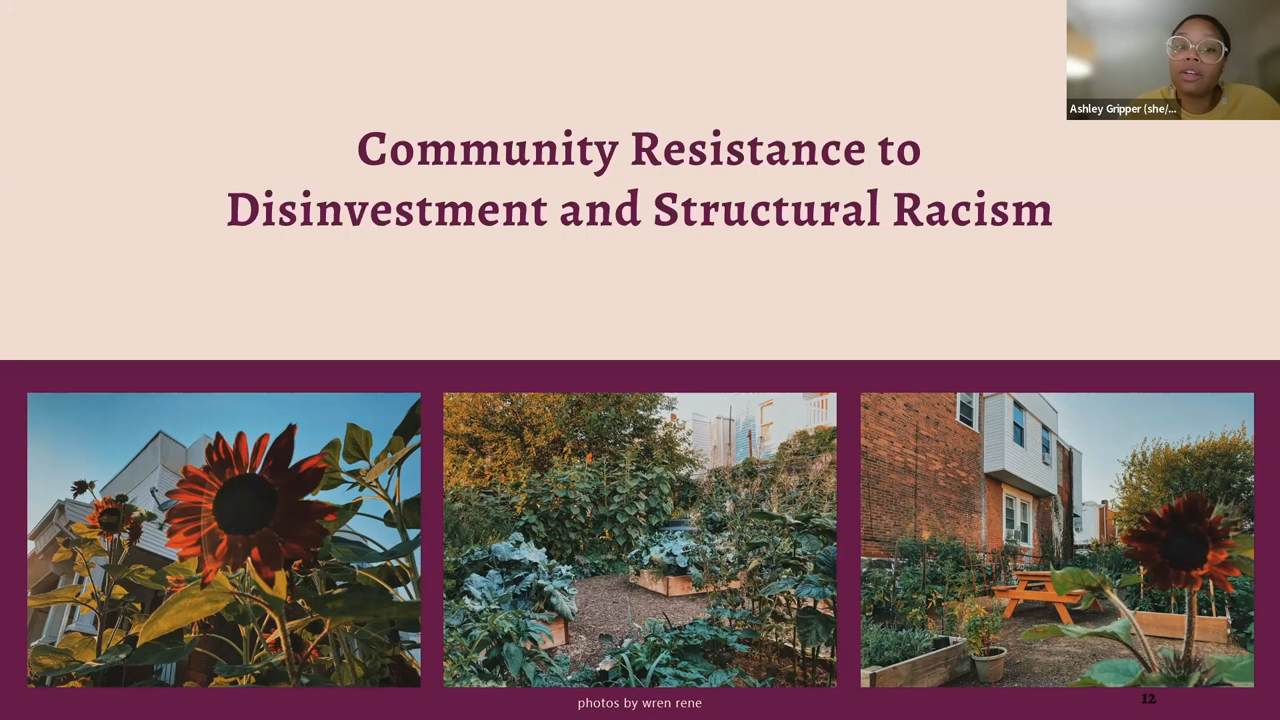 Ashley Gripper (she/...
Community Resistance to
Disinvestment and Structural Racism
photos by wren rene
12